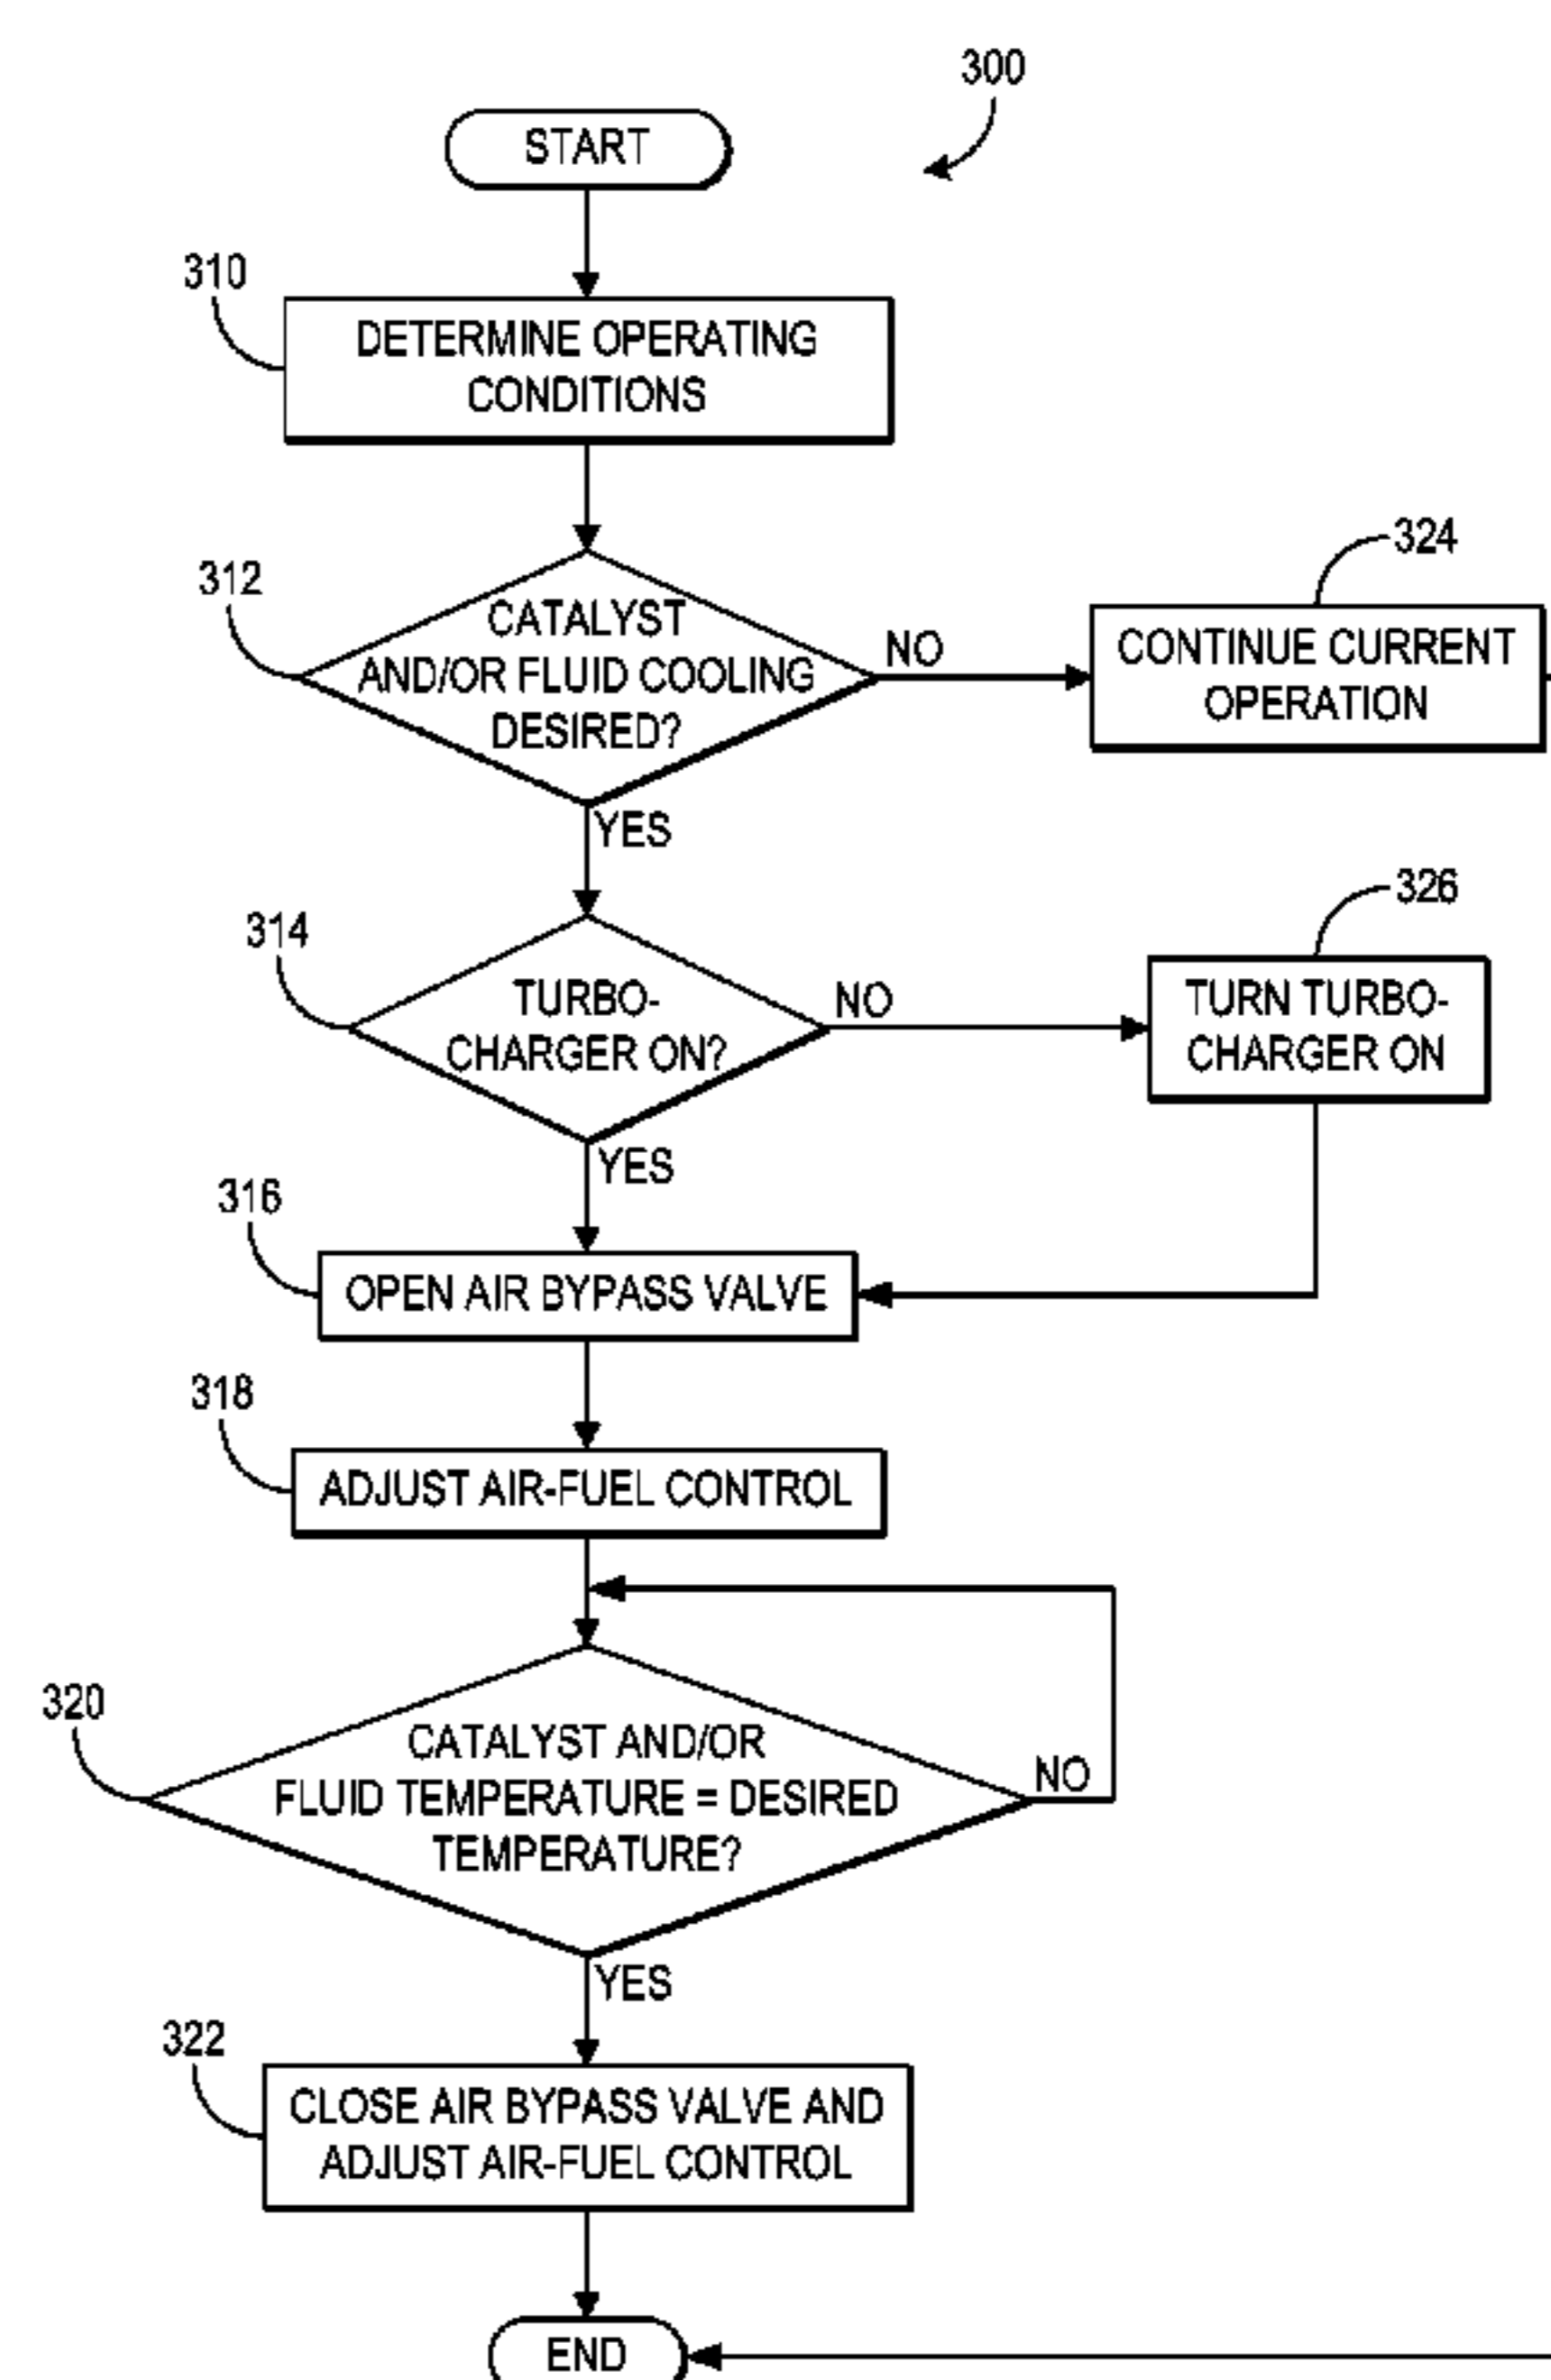 300
START
310
DETERMINE OPERATING
CONDITIONS
312
CATALYST
AND/OR FLUID COOLING
DESIRED?
NO
324
CONTINUE CURRENT
OPERATION
YES
314
TURBO-
CHARGER ON?
NO
326
TURN TURBO-
CHARGER ON
YES
316
OPEN AIR BYPASS VALVE
318
ADJUST AIR-FUEL CONTROL
320
CATALYST AND/OR
FLUID TEMPERATURE = DESIRED
TEMPERATURE?
NO
YES
322
CLOSE AIR BYPASS VALVE AND
ADJUST AIR-FUEL CONTROL
END